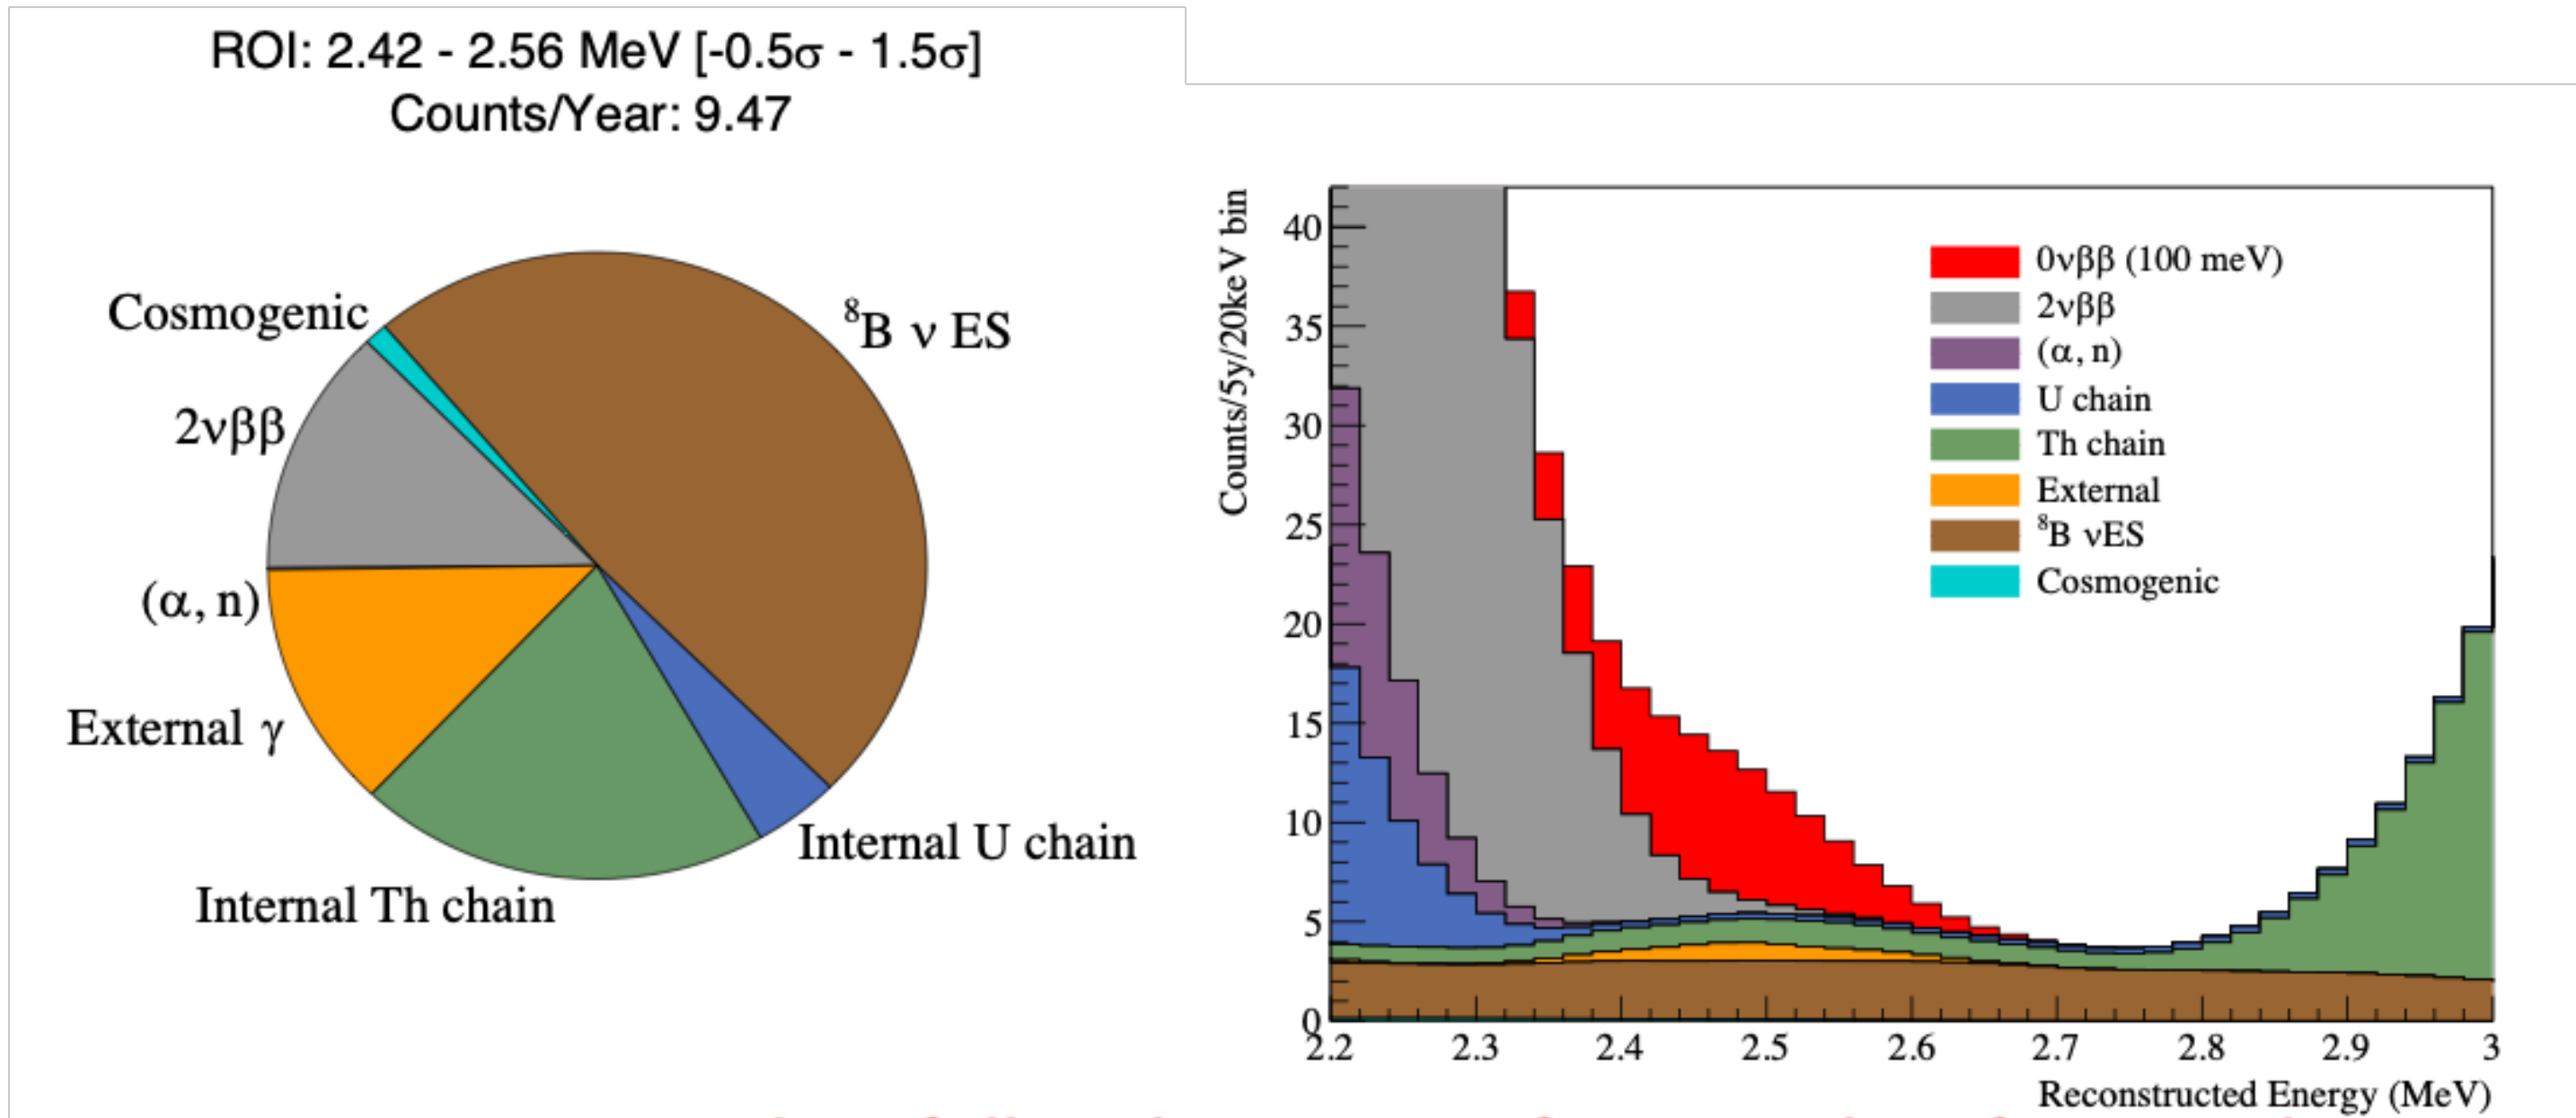 ROI: 2.42 - 2.56 MeV [-0.5σ - 1.5σ]
Counts/Year: 9.47
Cosmogenic
⁸B ν ES
2νββ
(α, n)
External γ
Internal U chain
Internal Th chain
Counts/5y/20keV bin
40
35
30
25
20
15
10
5
0
0νββ (100 meV)
2νββ
(α, n)
U chain
Th chain
External
⁸B νES
Cosmogenic
2.2 2.3 2.4 2.5 2.6 2.7 2.8 2.9 3
Reconstructed Energy (MeV)